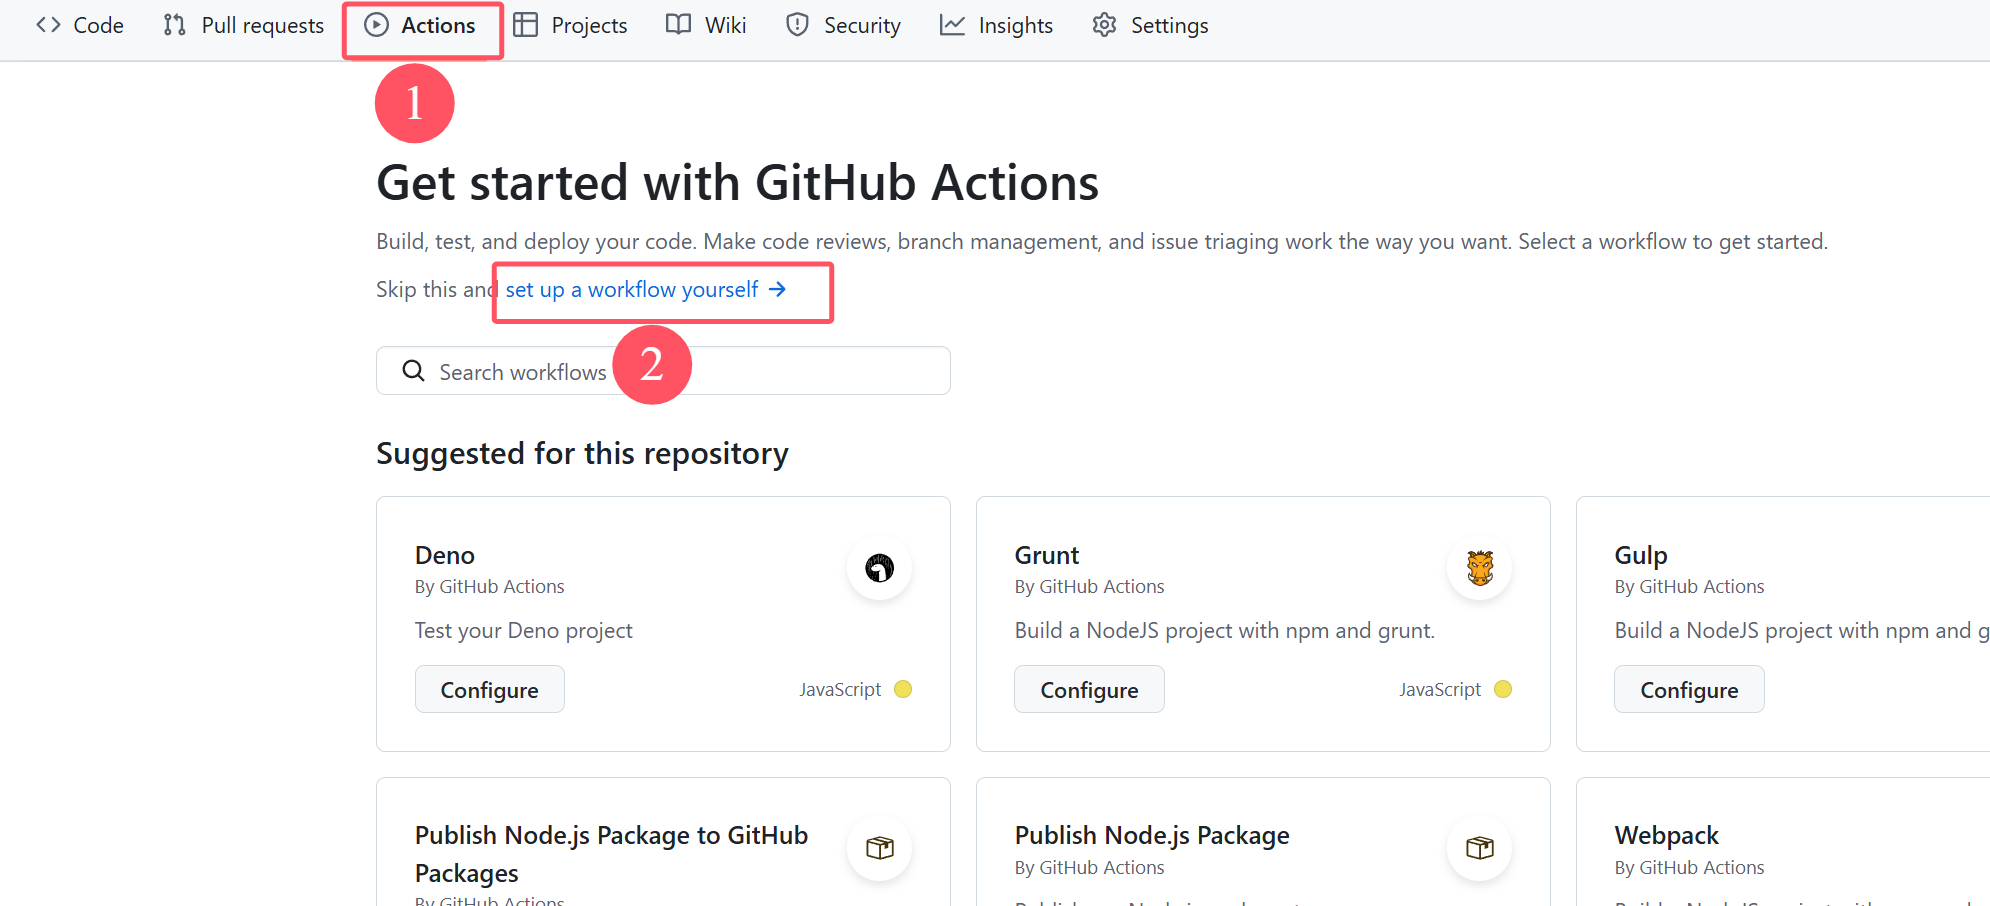 Code Pull requests Actions Projects Wiki Security Insights Settings
1
Get started with GitHub Actions
Build, test, and deploy your code. Make code reviews, branch management, and issue triaging work the way you want. Select a workflow to get started.
Skip this and set up a workflow yourself →
Search workflows
2
Suggested for this repository
Deno
By GitHub Actions
Test your Deno project
Configure JavaScript
Grunt
By GitHub Actions
Build a NodeJS project with npm and grunt.
Configure JavaScript
Gulp
By GitHub Actions
Build a NodeJS project with npm and
Configure
Publish Node.js Package to GitHub
Packages
By GitHub Actions
Publish Node.js Package
By GitHub Actions
Webpack
By GitHub Actions